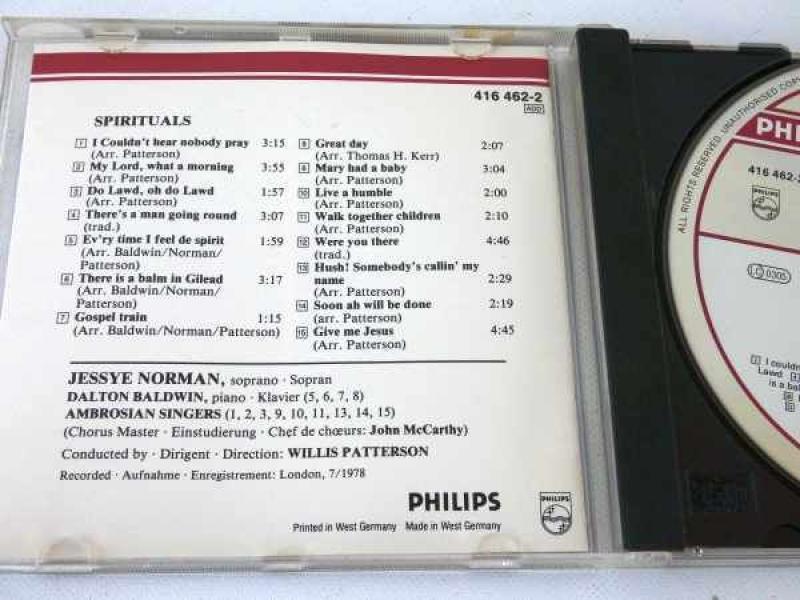 416 462-2
ADD
SPIRITUALS
1 I Couldn't hear nobody pray 3:15
(Arr. Patterson)
2 My Lord, what a morning 3:55
(Arr. Patterson)
3 Do Lawd, oh do Lawd 1:57
(Arr. Patterson)
4 There's a man going round 3:07
(trad.)
5 Ev'ry time I feel de spirit 1:59
(Arr. Baldwin/Norman/
Patterson)
6 There is a balm in Gilead 3:17
(Arr. Baldwin/Norman/
Patterson)
7 Gospel train 1:15
(Arr. Baldwin/Norman/Patterson)
8 Great day 2:07
(Arr. Thomas H. Kerr)
9 Mary had a baby 3:04
(Arr. Patterson)
10 Live a humble 2:00
(Arr. Patterson)
11 Walk together children 2:10
(Arr. Patterson)
12 Were you there 4:46
(trad.)
13 Hush! Somebody's callin' my
name 2:29
(Arr. Patterson)
14 Soon ah will be done 2:19
(arr. Patterson)
15 Give me Jesus 4:45
(Arr. Patterson)
JESSYE NORMAN, soprano · Sopran
DALTON BALDWIN, piano · Klavier (5, 6, 7, 8)
AMBROSIAN SINGERS (1, 2, 3, 9, 10, 11, 13, 14, 15)
(Chorus Master · Einstudierung · Chef de chœurs: John McCarthy)
Conducted by · Dirigent · Direction: WILLIS PATTERSON
Recorded · Aufnahme · Enregistrement: London, 7/1978
PHILIPS
PHILIPS
Printed in West Germany Made in West Germany
ALL RIGHTS RESERVED. UNAUTHORISED COPY
PHI
416 462-2
PHILIPS
LC 0305
I couldn
Lawd
is a ba